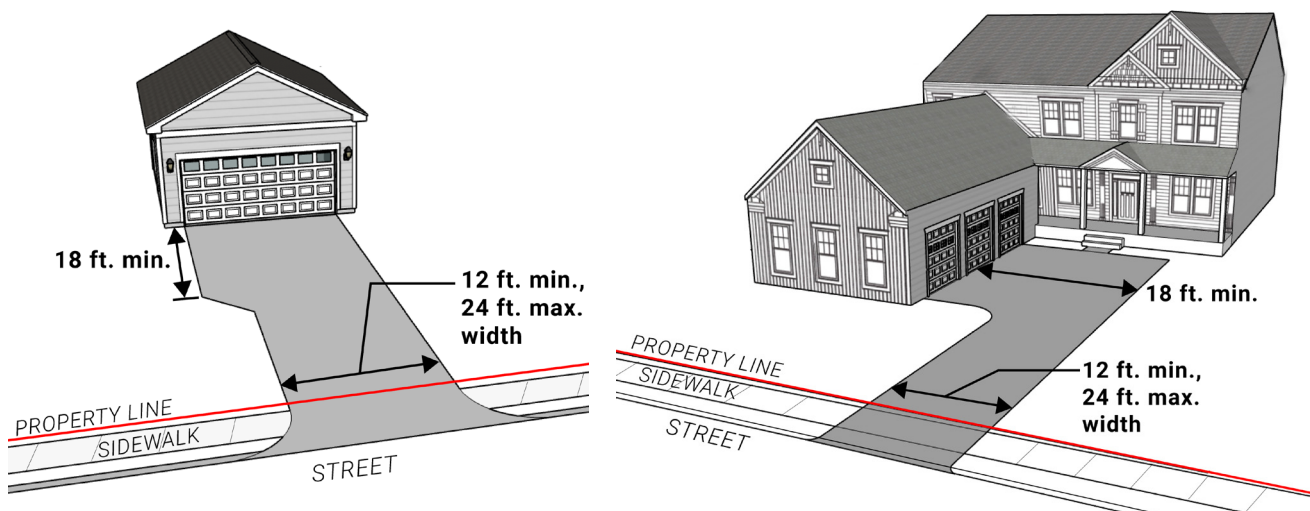 18 ft. min.
12 ft. min.,
24 ft. max.
width
PROPERTY LINE
SIDEWALK
STREET
18 ft. min.
12 ft. min.,
24 ft. max.
width
PROPERTY LINE
SIDEWALK
STREET